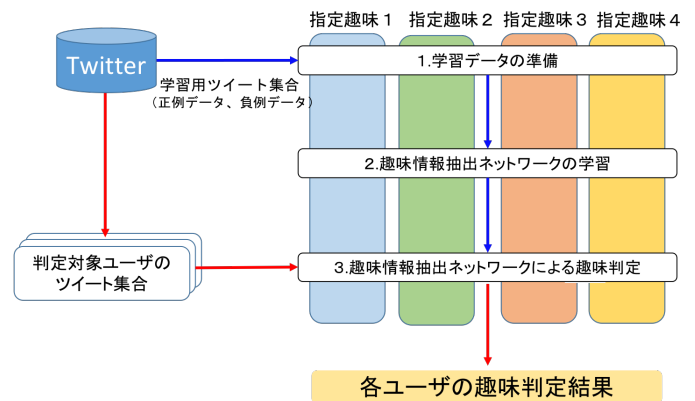 指定趣味1 指定趣味2 指定趣味3 指定趣味4
Twitter
1.学習データの準備
学習用ツイート集合
(正例データ、負例データ)
2.趣味情報抽出ネットワークの学習
判定対象ユーザの
ツイート集合
3.趣味情報抽出ネットワークによる趣味判定
各ユーザの趣味判定結果